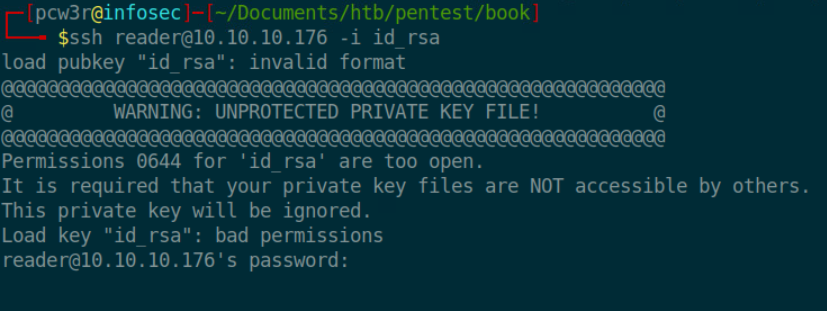 [pcw3r@infosec]-[~/Documents/htb/pentest/book]
$ssh reader@10.10.10.176 -i id_rsa
load pubkey "id_rsa": invalid format
@@@@@@@@@@@@@@@@@@@@@@@@@@@@@@@@@@@@@@@@@@@@@@@@@@@@@@@@@@@
@         WARNING: UNPROTECTED PRIVATE KEY FILE!          @
@@@@@@@@@@@@@@@@@@@@@@@@@@@@@@@@@@@@@@@@@@@@@@@@@@@@@@@@@@@
Permissions 0644 for 'id_rsa' are too open.
It is required that your private key files are NOT accessible by others.
This private key will be ignored.
Load key "id_rsa": bad permissions
reader@10.10.10.176's password: